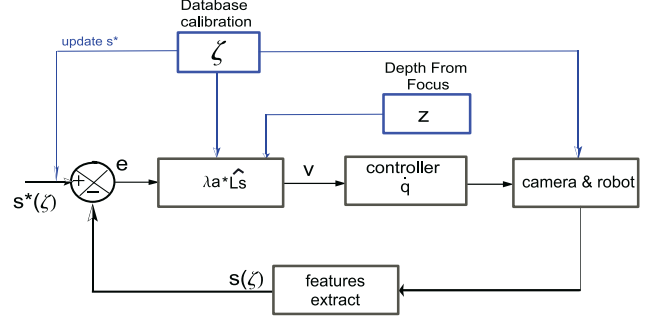 Database
calibration
update s*
ζ
Depth From
Focus
z
e
λa*L̂s
v
controller
q̇
camera & robot
+
−
s*(ζ)
s(ζ)
features
extract